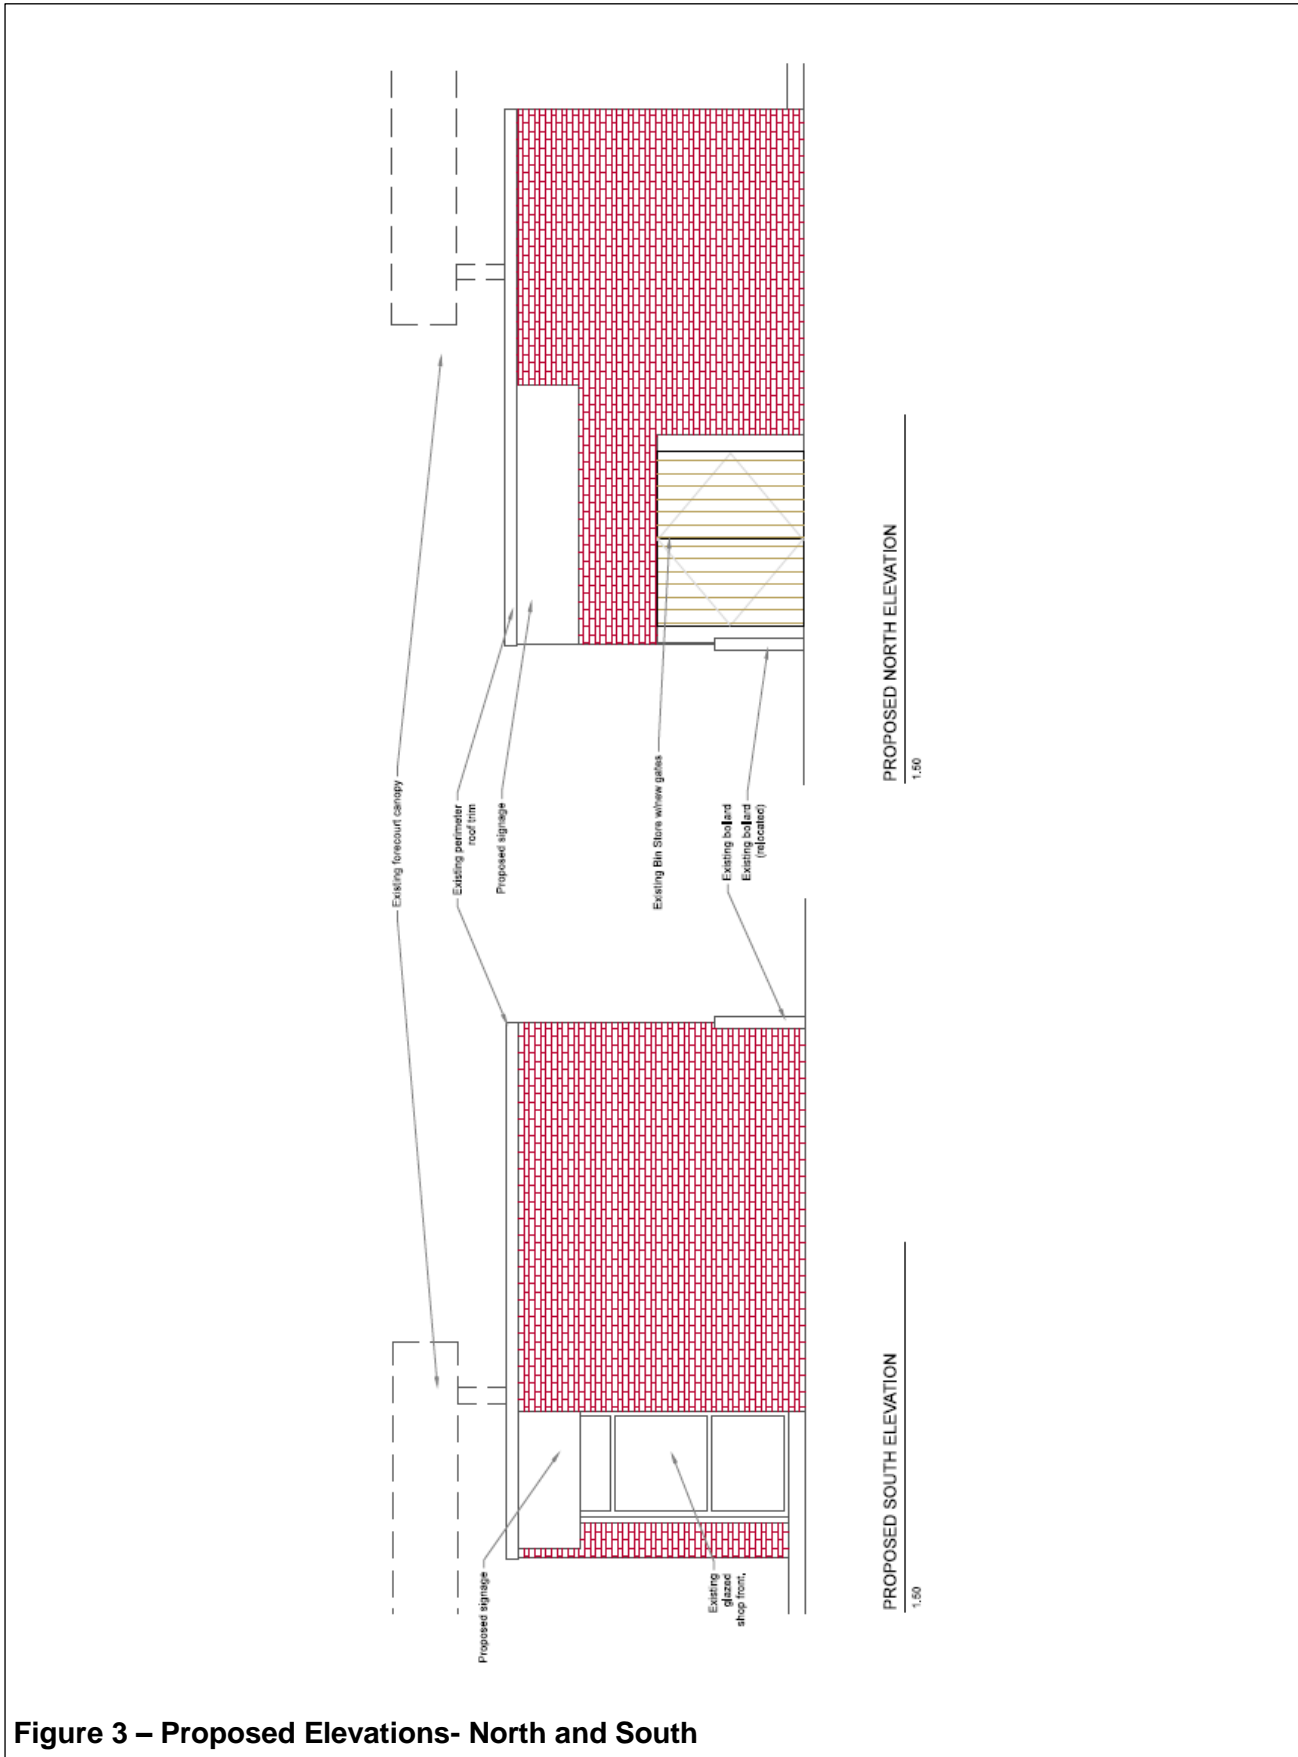 Existing forecourt canopy
Existing perimeter
roof trim
Proposed signage
Existing Bin Store w/new gates
Existing bollard
Existing bollard
(relocated)
PROPOSED NORTH ELEVATION
1.50
Proposed signage
Existing
glazed
shop front,
PROPOSED SOUTH ELEVATION
1.50
Figure 3 – Proposed Elevations- North and South